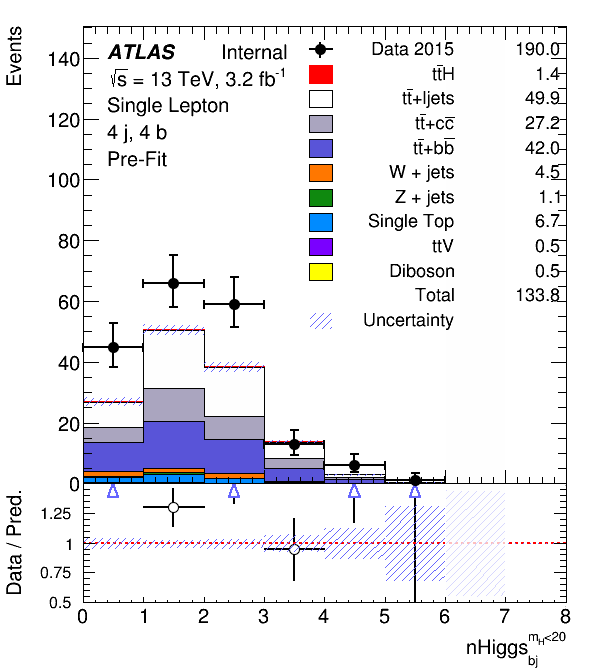 Events
140
120
100
80
60
40
20
0
ATLAS Internal
√s = 13 TeV, 3.2 fb⁻¹
Single Lepton
4 j, 4 b
Pre-Fit
Data 2015 190.0
tt̄H 1.4
tt̄+ljets 49.9
tt̄+cc̄ 27.2
tt̄+bb̄ 42.0
W + jets 4.5
Z + jets 1.1
Single Top 6.7
ttV 0.5
Diboson 0.5
Total 133.8
Uncertainty
Data / Pred.
1.25
1
0.75
0.5
0 1 2 3 4 5 6 7 8
nHiggs_bj^m_H<20